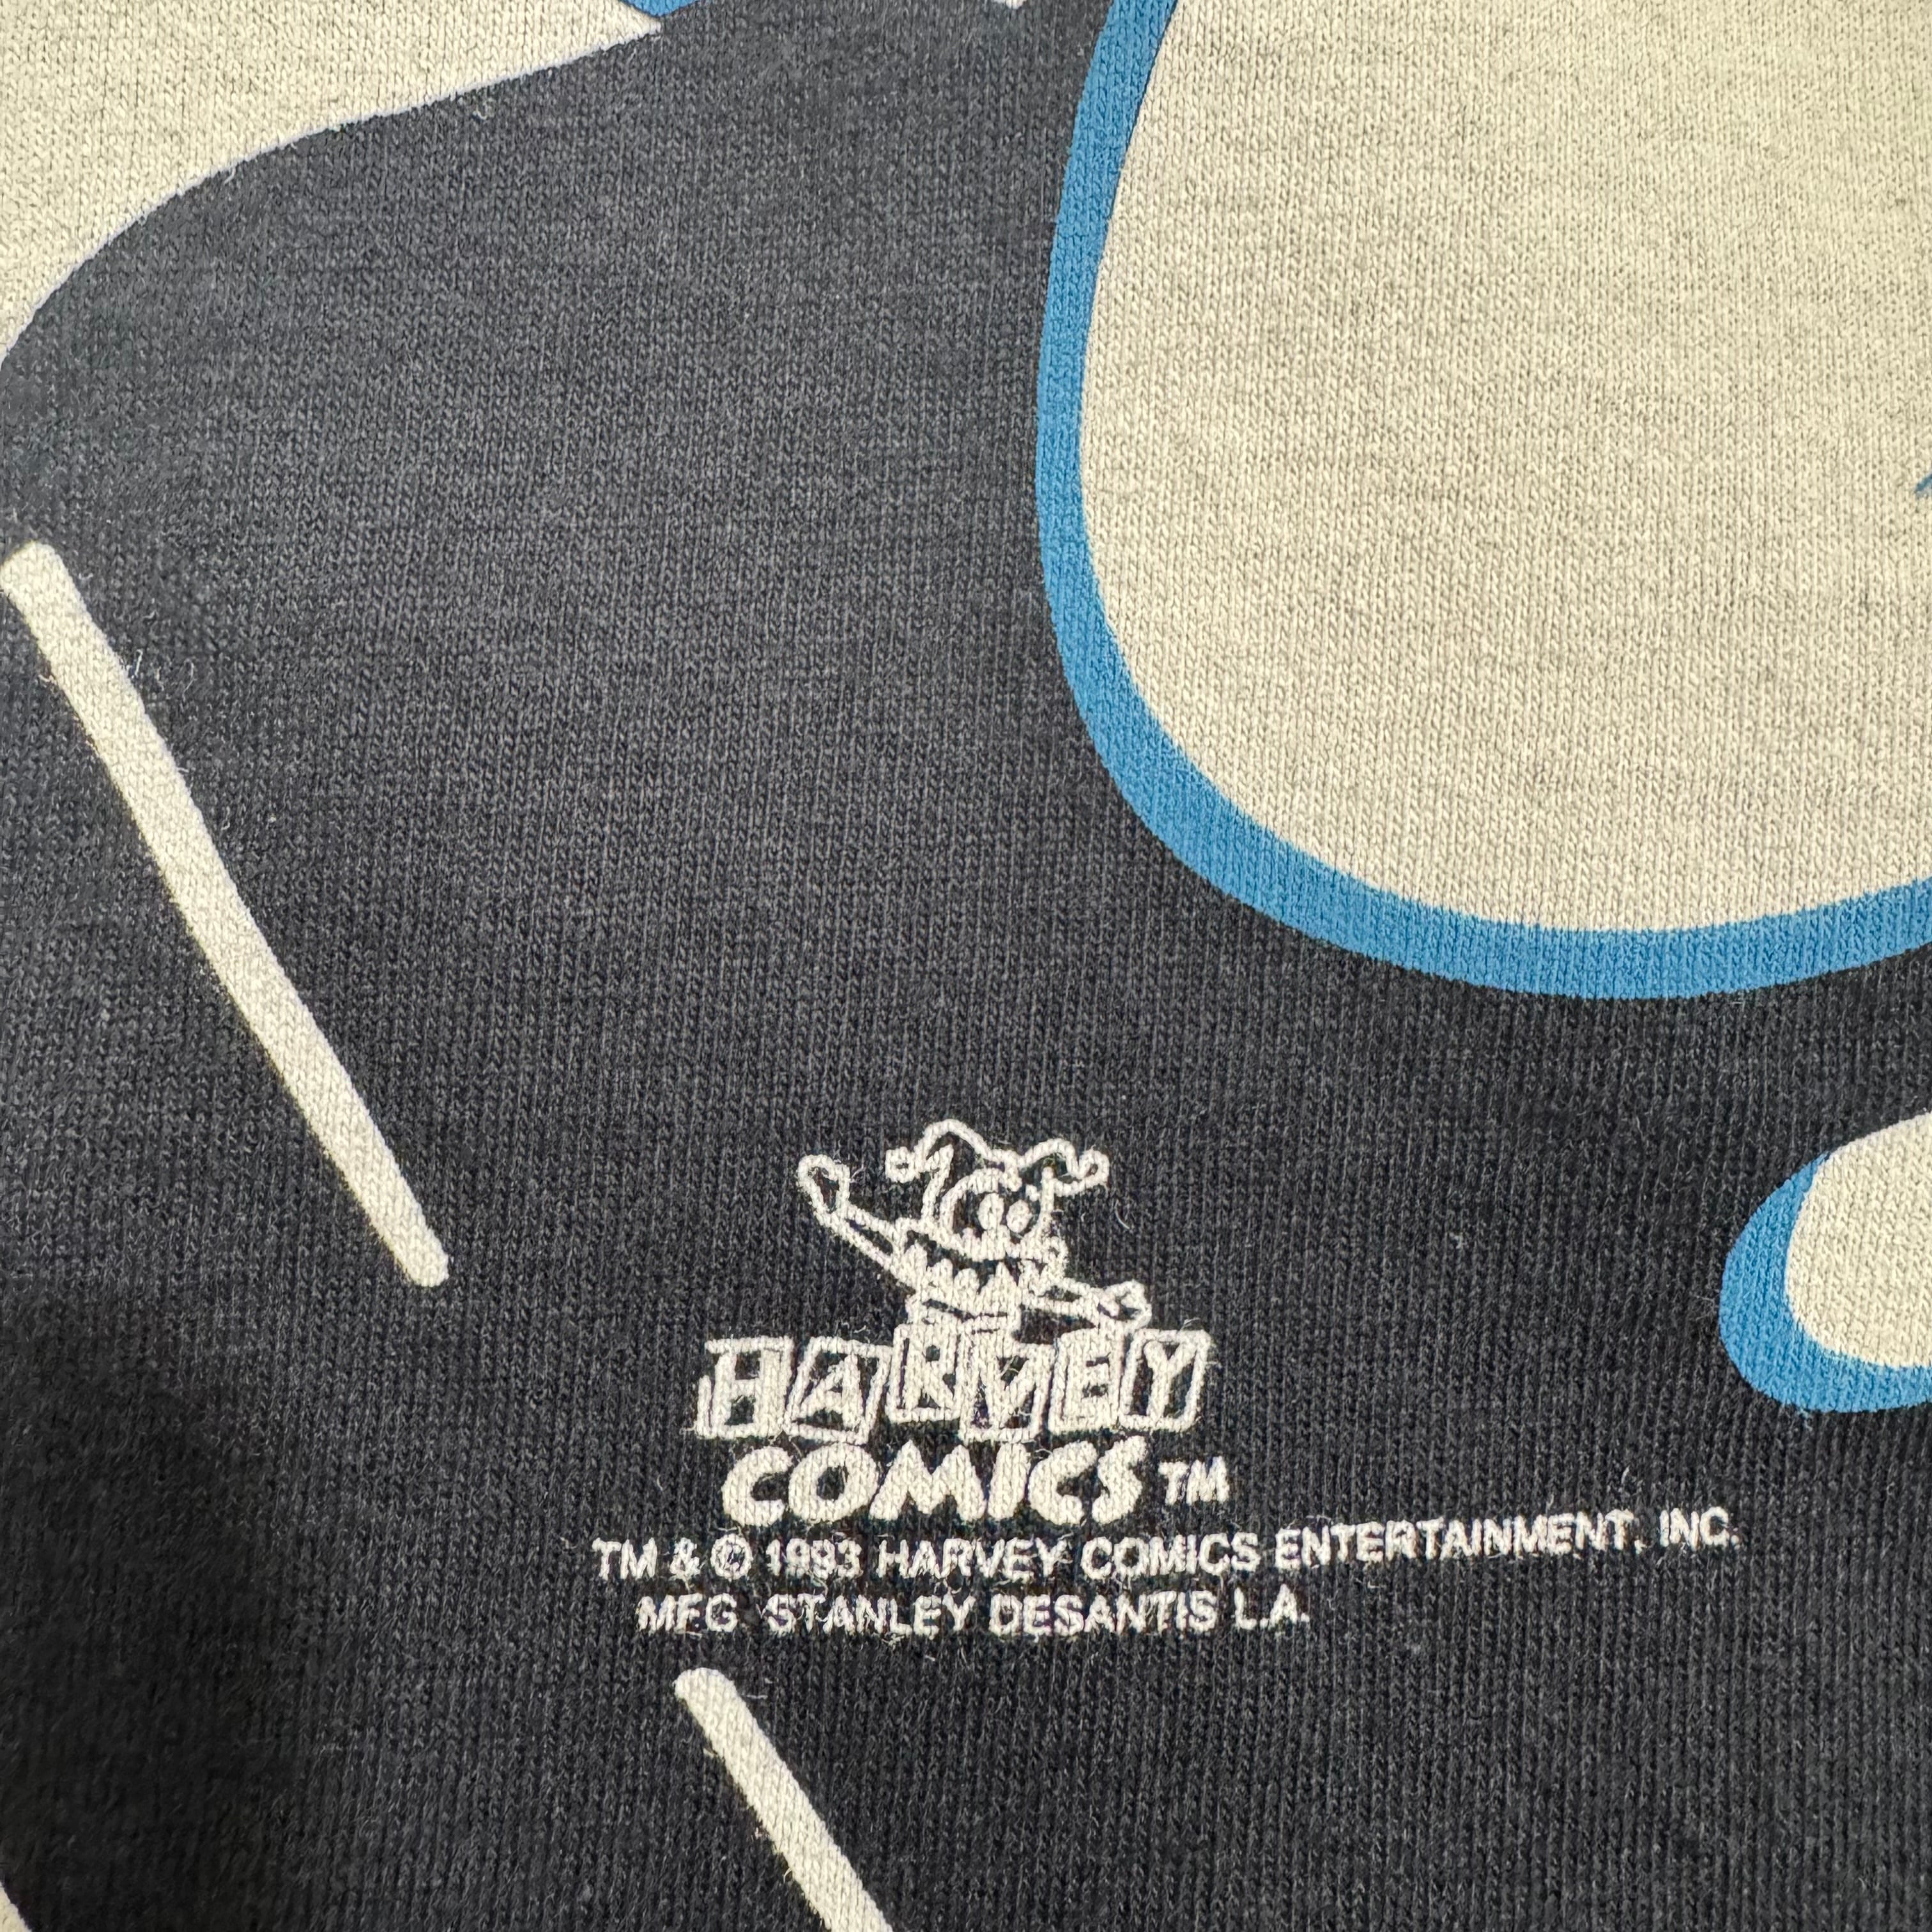 HARVEY
COMICS TM
TM & © 1993 HARVEY COMICS ENTERTAINMENT, INC.
MFG. STANLEY DESANTIS L.A.